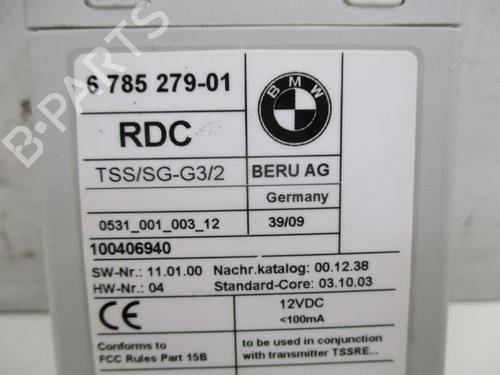 6 785 279-01
BMW
RDC
TSS/SG-G3/2
BERU AG
Germany
0531_001_003_12
39/09
100406940
SW-Nr.: 11.01.00 Nachr.katalog: 00.12.38
HW-Nr.: 04 Standard-Core: 03.10.03
CE
12VDC
<100mA
Conforms to
FCC Rules Part 15B
to be used in conjunction
with transmitter TSSRE...
B-PARTS